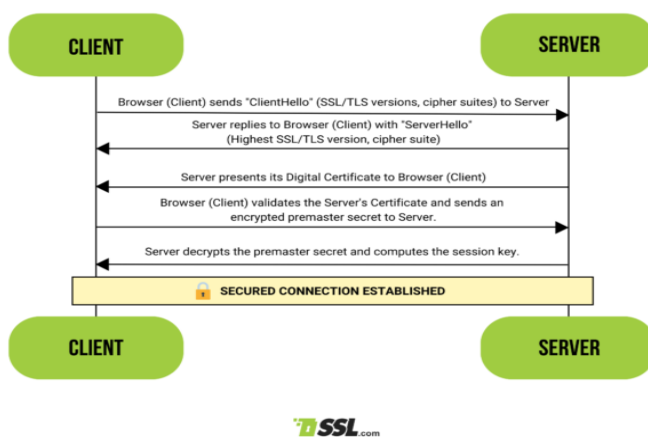 CLIENT
SERVER
Browser (Client) sends "ClientHello" (SSL/TLS versions, cipher suites) to Server
Server replies to Browser (Client) with "ServerHello"
(Highest SSL/TLS version, cipher suite)
Server presents its Digital Certificate to Browser (Client)
Browser (Client) validates the Server's Certificate and sends an
encrypted premaster secret to Server.
Server decrypts the premaster secret and computes the session key.
SECURED CONNECTION ESTABLISHED
CLIENT
SERVER
SSL.com